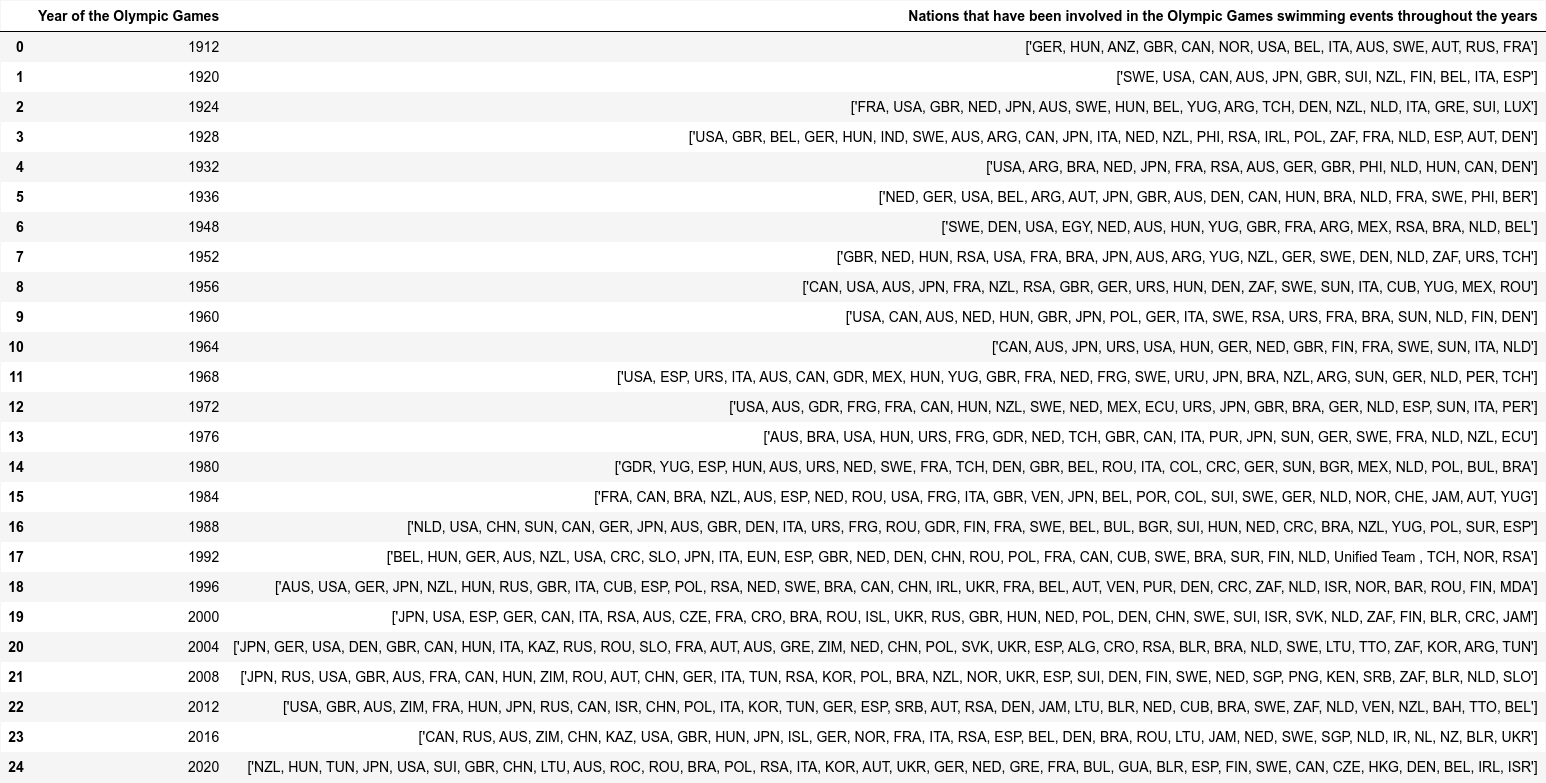 Year of the Olympic Games Nations that have been involved in the Olympic Games swimming events throughout the years
0 1912 ['GER, HUN, ANZ, GBR, CAN, NOR, USA, BEL, ITA, AUS, SWE, AUT, RUS, FRA']
1 1920 ['SWE, USA, CAN, AUS, JPN, GBR, SUI, NZL, FIN, BEL, ITA, ESP']
2 1924 ['FRA, USA, GBR, NED, JPN, AUS, SWE, HUN, BEL, YUG, ARG, TCH, DEN, NZL, NLD, ITA, GRE, SUI, LUX']
3 1928 ['USA, GBR, BEL, GER, HUN, IND, SWE, AUS, ARG, CAN, JPN, ITA, NED, NZL, PHI, RSA, IRL, POL, ZAF, FRA, NLD, ESP, AUT, DEN']
4 1932 ['USA, ARG, BRA, NED, JPN, FRA, RSA, AUS, GER, GBR, PHI, NLD, HUN, CAN, DEN']
5 1936 ['NED, GER, USA, BEL, ARG, AUT, JPN, GBR, AUS, DEN, CAN, HUN, BRA, NLD, FRA, SWE, PHI, BER']
6 1948 ['SWE, DEN, USA, EGY, NED, AUS, HUN, YUG, GBR, FRA, ARG, MEX, RSA, BRA, NLD, BEL']
7 1952 ['GBR, NED, HUN, RSA, USA, FRA, BRA, JPN, AUS, ARG, YUG, NZL, GER, SWE, DEN, NLD, ZAF, URS, TCH']
8 1956 ['CAN, USA, AUS, JPN, FRA, NZL, RSA, GBR, GER, URS, HUN, DEN, ZAF, SWE, SUN, ITA, CUB, YUG, MEX, ROU']
9 1960 ['USA, CAN, AUS, NED, HUN, GBR, JPN, POL, GER, ITA, SWE, RSA, URS, FRA, BRA, SUN, NLD, FIN, DEN']
10 1964 ['CAN, AUS, JPN, URS, USA, HUN, GER, NED, GBR, FIN, FRA, SWE, SUN, ITA, NLD']
11 1968 ['USA, ESP, URS, ITA, AUS, CAN, GDR, MEX, HUN, YUG, GBR, FRA, NED, FRG, SWE, URU, JPN, BRA, NZL, ARG, SUN, GER, NLD, PER, TCH']
12 1972 ['USA, AUS, GDR, FRG, FRA, CAN, HUN, NZL, SWE, NED, MEX, ECU, URS, JPN, GBR, BRA, GER, NLD, ESP, SUN, ITA, PER']
13 1976 ['AUS, BRA, USA, HUN, URS, FRG, GDR, NED, TCH, GBR, CAN, ITA, PUR, JPN, SUN, GER, SWE, FRA, NLD, NZL, ECU']
14 1980 ['GDR, YUG, ESP, HUN, AUS, URS, NED, SWE, FRA, TCH, DEN, GBR, BEL, ROU, ITA, COL, CRC, GER, SUN, BGR, MEX, NLD, POL, BUL, BRA']
15 1984 ['FRA, CAN, BRA, NZL, AUS, ESP, NED, ROU, USA, FRG, ITA, GBR, VEN, JPN, BEL, POR, COL, SUI, SWE, GER, NLD, NOR, CHE, JAM, AUT, YUG']
16 1988 ['NLD, USA, CHN, SUN, CAN, GER, JPN, AUS, GBR, DEN, ITA, URS, FRG, ROU, GDR, FIN, FRA, SWE, BEL, BUL, BGR, SUI, HUN, NED, CRC, BRA, NZL, YUG, POL, SUR, ESP']
17 1992 ['BEL, HUN, GER, AUS, NZL, USA, CRC, SLO, JPN, ITA, EUN, ESP, GBR, NED, DEN, CHN, ROU, POL, FRA, CAN, CUB, SWE, BRA, SUR, FIN, NLD, Unified Team , TCH, NOR, RSA']
18 1996 ['AUS, USA, GER, JPN, NZL, HUN, RUS, GBR, ITA, CUB, ESP, POL, RSA, NED, SWE, BRA, CAN, CHN, IRL, UKR, FRA, BEL, AUT, VEN, PUR, DEN, CRC, ZAF, NLD, ISR, NOR, BAR, ROU, FIN, MDA']
19 2000 ['JPN, USA, ESP, GER, CAN, ITA, RSA, AUS, CZE, FRA, CRO, BRA, ROU, ISL, UKR, RUS, GBR, HUN, NED, POL, DEN, CHN, SWE, SUI, ISR, SVK, NLD, ZAF, FIN, BLR, CRC, JAM']
20 2004 ['JPN, GER, USA, DEN, GBR, CAN, HUN, ITA, KAZ, RUS, ROU, SLO, FRA, AUT, AUS, GRE, ZIM, NED, CHN, POL, SVK, UKR, ESP, ALG, CRO, RSA, BLR, BRA, NLD, SWE, LTU, TTO, ZAF, KOR, ARG, TUN']
21 2008 ['JPN, RUS, USA, GBR, AUS, FRA, CAN, HUN, ZIM, ROU, AUT, CHN, GER, ITA, TUN, RSA, KOR, POL, BRA, NZL, NOR, UKR, ESP, SUI, DEN, FIN, SWE, NED, SGP, PNG, KEN, SRB, ZAF, BLR, NLD, SLO']
22 2012 ['USA, GBR, AUS, ZIM, FRA, HUN, JPN, RUS, CAN, ISR, CHN, POL, ITA, KOR, TUN, GER, ESP, SRB, AUT, RSA, DEN, JAM, LTU, BLR, NED, CUB, BRA, SWE, ZAF, NLD, VEN, NZL, BAH, TTO, BEL']
23 2016 ['CAN, RUS, AUS, ZIM, CHN, KAZ, USA, GBR, HUN, JPN, ISL, GER, NOR, FRA, ITA, RSA, ESP, BEL, DEN, BRA, ROU, LTU, JAM, NED, SWE, SGP, NLD, IR, NL, NZ, BLR, UKR']
24 2020 ['NZL, HUN, TUN, JPN, USA, SUI, GBR, CHN, LTU, AUS, ROC, ROU, BRA, POL, RSA, ITA, KOR, AUT, UKR, GER, NED, GRE, FRA, BUL, GUA, BLR, ESP, FIN, SWE, CAN, CZE, HKG, DEN, BEL, IRL, ISR']